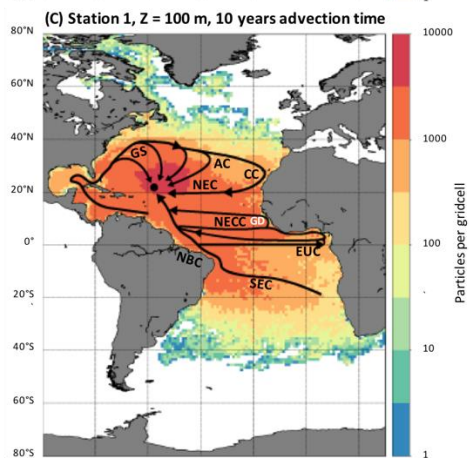 (C) Station 1, Z = 100 m, 10 years advection time
80°N
60°N
40°N
20°N
0°
20°S
40°S
60°S
80°S
GS
AC
CC
NEC
NECC
GD
EUC
NBC
SEC
10000
1000
100
10
1
Particles per gridcell